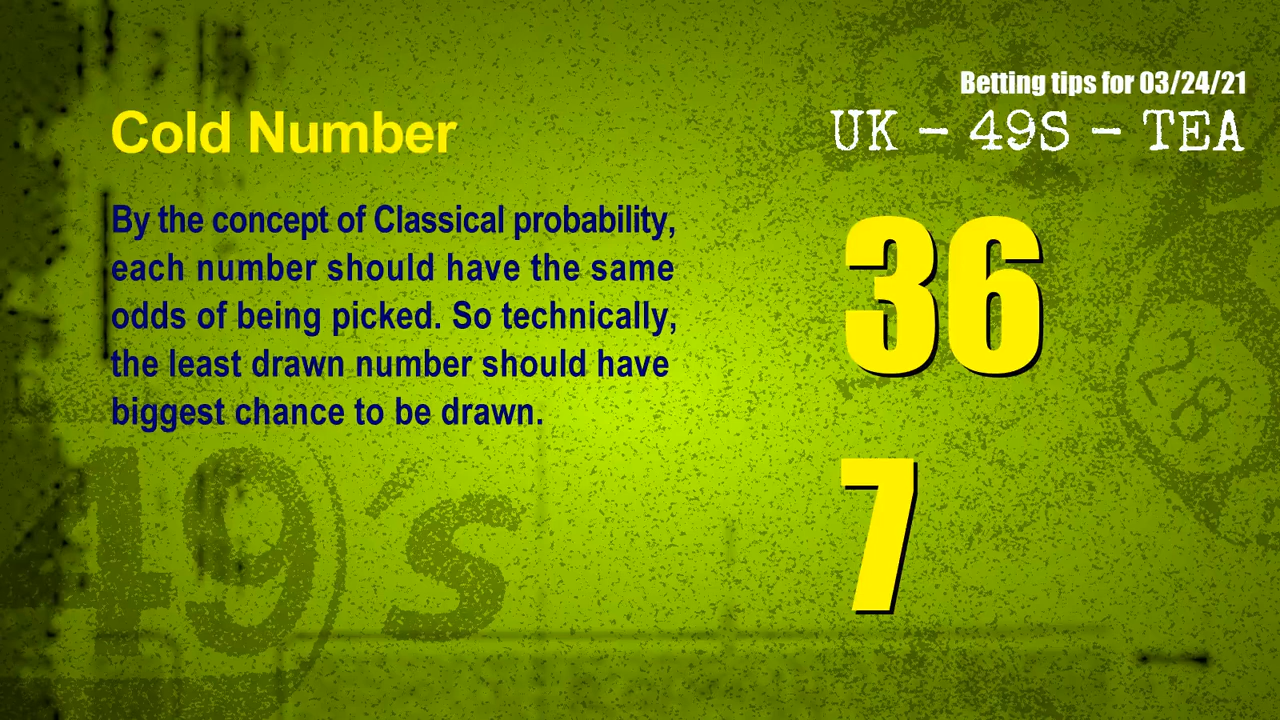 Betting tips for 03/24/21
UK - 49S - TEA
Cold Number
By the concept of Classical probability,
each number should have the same
odds of being picked. So technically,
the least drawn number should have
biggest chance to be drawn.
36
7
28
49's